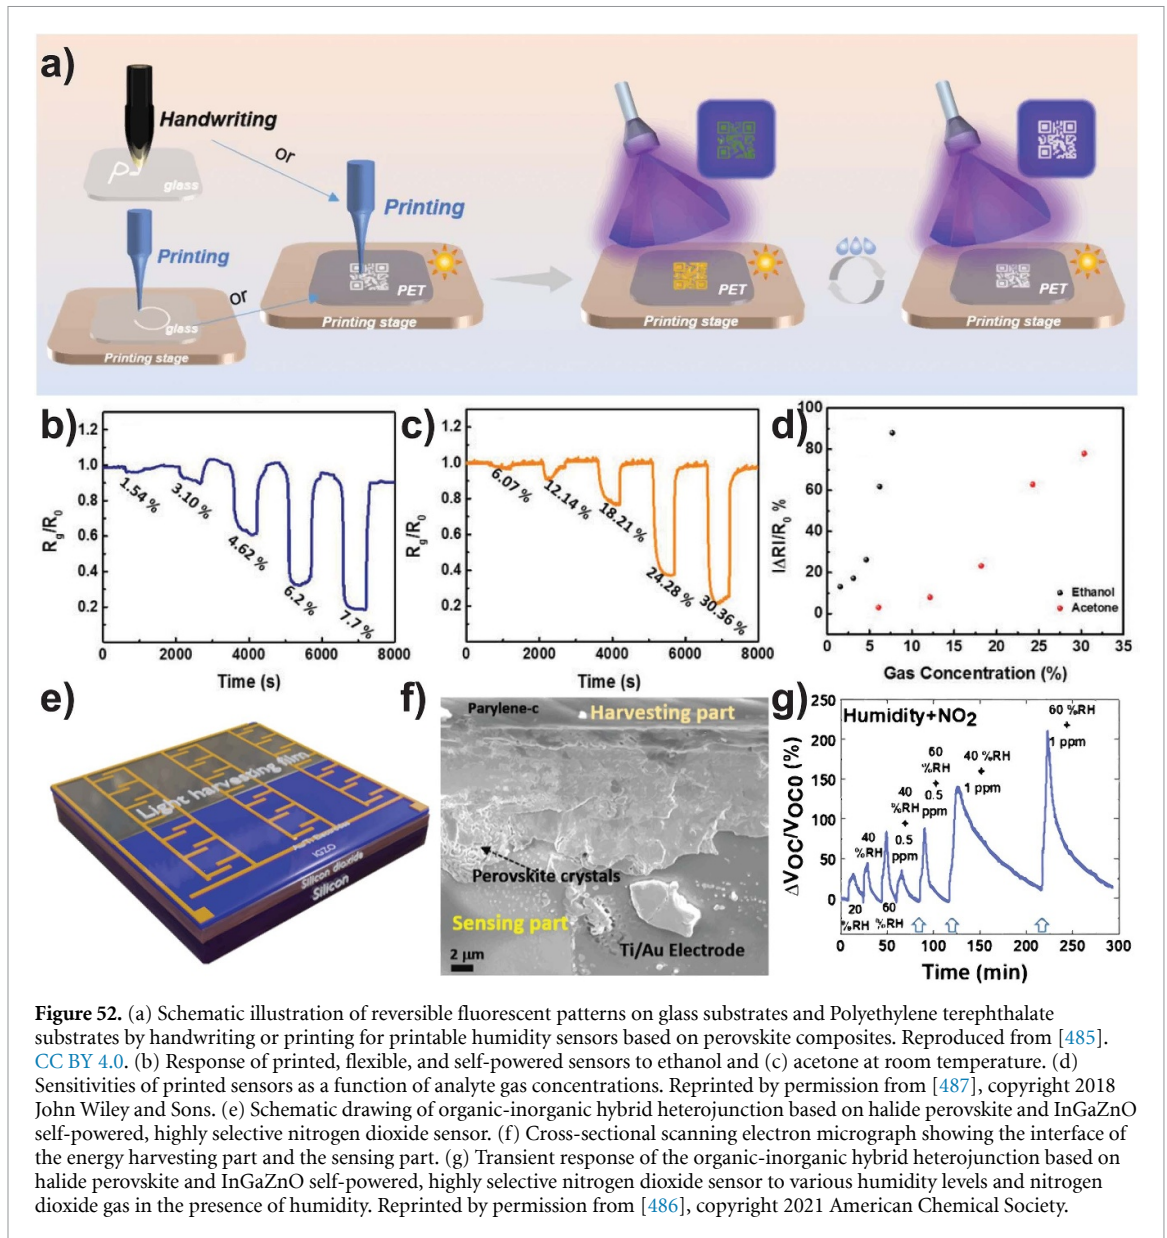 a)
Handwriting
or
glass
Printing
Printing
or
glass
PET
Printing stage
Printing stage
PET
Printing stage
PET
Printing stage
b)
1.2
1.0
0.8
0.6
0.4
0.2
Rg/R0
1.54 %
3.10 %
4.62 %
6.2 %
7.7 %
0 2000 4000 6000 8000
Time (s)
c)
1.2
1.0
0.8
0.6
0.4
0.2
Rg/R0
6.07 %
12.14 %
18.21 %
24.28 %
30.36 %
0 2000 4000 6000 8000
Time (s)
d)
100
80
60
40
20
0
IΔRI/R0 %
Ethanol
Acetone
0 5 10 15 20 25 30 35
Gas Concentration (%)
e)
Light harvesting film
IGZO
Silicon dioxide
Silicon
f)
Parylene-c
Harvesting part
Perovskite crystals
Sensing part
Ti/Au Electrode
2 μm
g)
250
200
150
100
50
0
ΔVOC/VOC0 (%)
Humidity+NO2
20
%RH
40
%RH
60
%RH
40
%RH
+
0.5
ppm
60
%RH
+
0.5
ppm
40 %RH
+
1 ppm
60 %RH
+
1 ppm
0 50 100 150 200 250 300
Time (min)
Figure 52. (a) Schematic illustration of reversible fluorescent patterns on glass substrates and Polyethylene terephthalate
substrates by handwriting or printing for printable humidity sensors based on perovskite composites. Reproduced from [485].
CC BY 4.0. (b) Response of printed, flexible, and self-powered sensors to ethanol and (c) acetone at room temperature. (d)
Sensitivities of printed sensors as a function of analyte gas concentrations. Reprinted by permission from [487], copyright 2018
John Wiley and Sons. (e) Schematic drawing of organic-inorganic hybrid heterojunction based on halide perovskite and InGaZnO
self-powered, highly selective nitrogen dioxide sensor. (f) Cross-sectional scanning electron micrograph showing the interface of
the energy harvesting part and the sensing part. (g) Transient response of the organic-inorganic hybrid heterojunction based on
halide perovskite and InGaZnO self-powered, highly selective nitrogen dioxide sensor to various humidity levels and nitrogen
dioxide gas in the presence of humidity. Reprinted by permission from [486], copyright 2021 American Chemical Society.